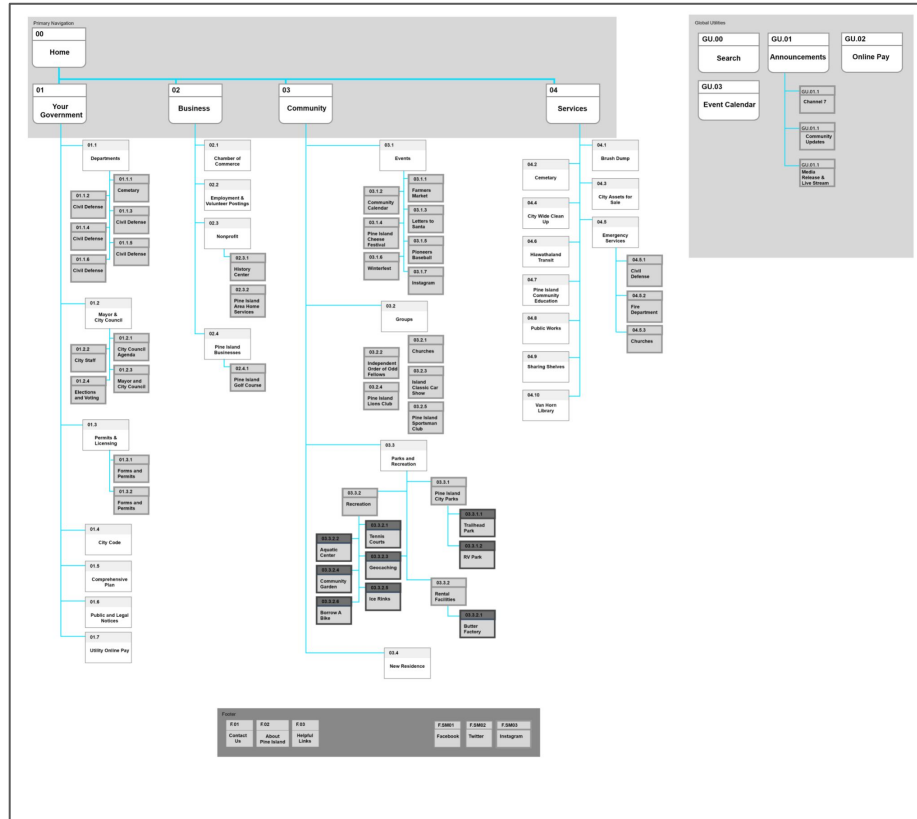 Primary Navigation
00
Home
01
Your
Government
02
Business
03
Community
04
Services
Global Utilities
GU.00
Search
GU.01
Announcements
GU.02
Online Pay
GU.03
Event Calendar
GU.01.1
Channel 7
GU.01.1
Community
Updates
GU.01.1
Media
Release &
Live Stream
01.1
Departments
01.1.1
Cemetary
01.1.2
Civil Defense
01.1.3
Civil Defense
01.1.4
Civil Defense
01.1.5
Civil Defense
01.1.6
Civil Defense
01.2
Mayor &
City Council
01.2.1
City Council
Agenda
01.2.2
City Staff
01.2.3
Mayor and
City Council
01.2.4
Elections
and Voting
01.3
Permits &
Licensing
01.3.1
Forms and
Permits
01.3.2
Forms and
Permits
01.4
City Code
01.5
Comprehensive
Plan
01.6
Public and Legal
Notices
01.7
Utility Online Pay
02.1
Chamber of
Commerce
02.2
Employment &
Volunteer Postings
02.3
Nonprofit
02.3.1
History
Center
02.3.2
Pine Island
Area Home
Services
02.4
Pine Island
Businesses
02.4.1
Pine Island
Golf Course
03.1
Events
03.1.1
Farmers
Market
03.1.2
Community
Calendar
03.1.3
Letters to
Santa
03.1.4
Pine Island
Cheese
Festival
03.1.5
Pioneers
Baseball
03.1.6
Winterfest
03.1.7
Instagram
03.2
Groups
03.2.1
Churches
03.2.2
Independent
Order of Odd
Fellows
03.2.3
Island
Classic Car
Show
03.2.4
Pine Island
Lions Club
03.2.5
Pine Island
Sportsman
Club
03.3
Parks and
Recreation
03.3.1
Pine Island
City Parks
03.3.1.1
Trailhead
Park
03.3.1.2
RV Park
03.3.2
Recreation
03.3.2.1
Tennis
Courts
03.3.2.2
Aquatic
Center
03.3.2.3
Geocaching
03.3.2.4
Community
Garden
03.3.2.5
Ice Rinks
03.3.2.6
Borrow A
Bike
03.3.2
Rental
Facilities
03.3.2.1
Butter
Factory
03.4
New Residence
04.1
Brush Dump
04.2
Cemetary
04.3
City Assets for
Sale
04.4
City Wide Clean
Up
04.5
Emergency
Services
04.5.1
Civil
Defense
04.5.2
Fire
Department
04.5.3
Churches
04.6
Hiawathaland
Transit
04.7
Pine Island
Community
Education
04.8
Public Works
04.9
Sharing Shelves
04.10
Van Horn
Library
Footer
F.01
Contact
Us
F.02
About
Pine Island
F.03
Helpful
Links
F.SM01
Facebook
F.SM02
Twitter
F.SM03
Instagram